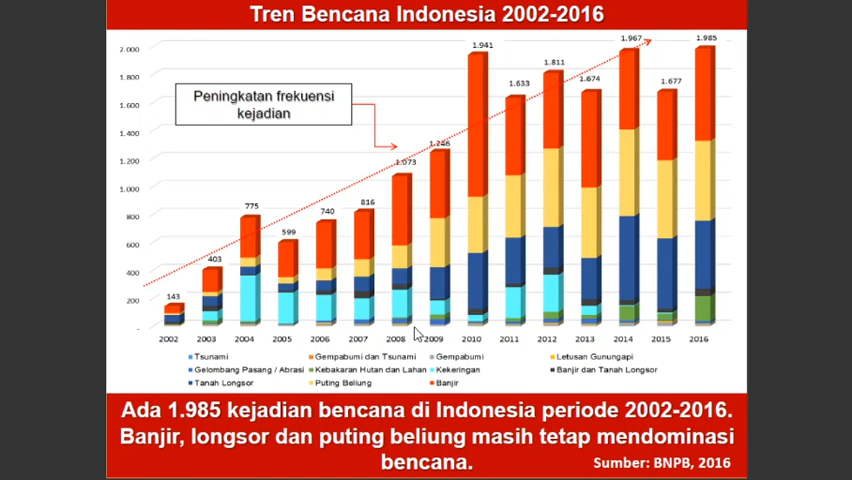 Tren Bencana Indonesia 2002-2016
2.000
1.800
1.600
1.400
1.200
1.000
800
600
400
200
-
Peningkatan frekuensi
kejadian
143
403
775
599
740
816
1.073
1.246
1.941
1.633
1.811
1.674
1.967
1.677
1.985
2002 2003 2004 2005 2006 2007 2008 2009 2010 2011 2012 2013 2014 2015 2016
Tsunami Gempabumi dan Tsunami Gempabumi Letusan Gunungapi
Gelombang Pasang / Abrasi Kebakaran Hutan dan Lahan Kekeringan Banjir dan Tanah Longsor
Tanah Longsor Puting Beliung Banjir
Ada 1.985 kejadian bencana di Indonesia periode 2002-2016.
Banjir, longsor dan puting beliung masih tetap mendominasi
bencana.
Sumber: BNPB, 2016